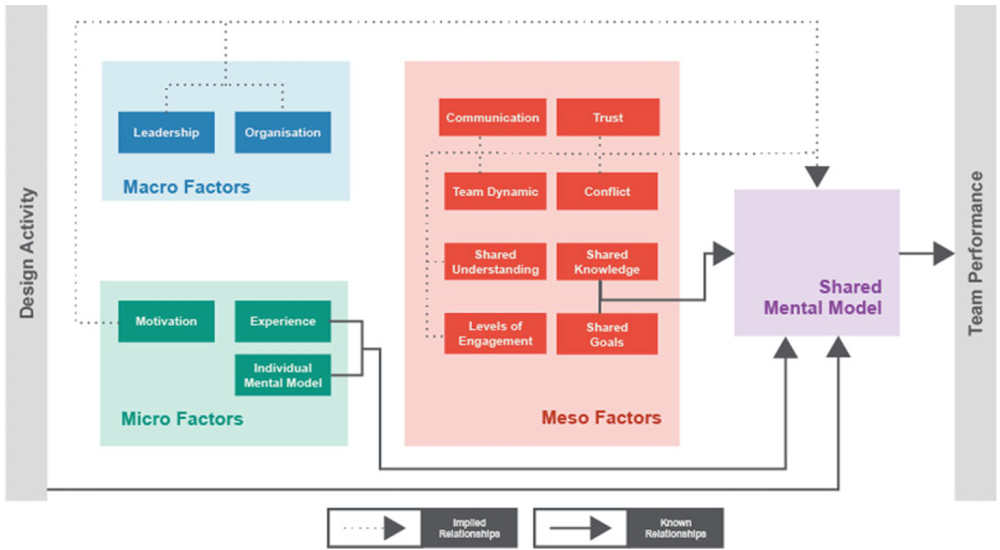 Design Activity
Leadership
Organisation
Macro Factors
Motivation
Experience
Individual
Mental Model
Micro Factors
Communication
Trust
Team Dynamic
Conflict
Shared
Understanding
Shared
Knowledge
Levels of
Engagement
Shared
Goals
Meso Factors
Shared
Mental Model
Team Performance
Implied
Relationships
Known
Relationships